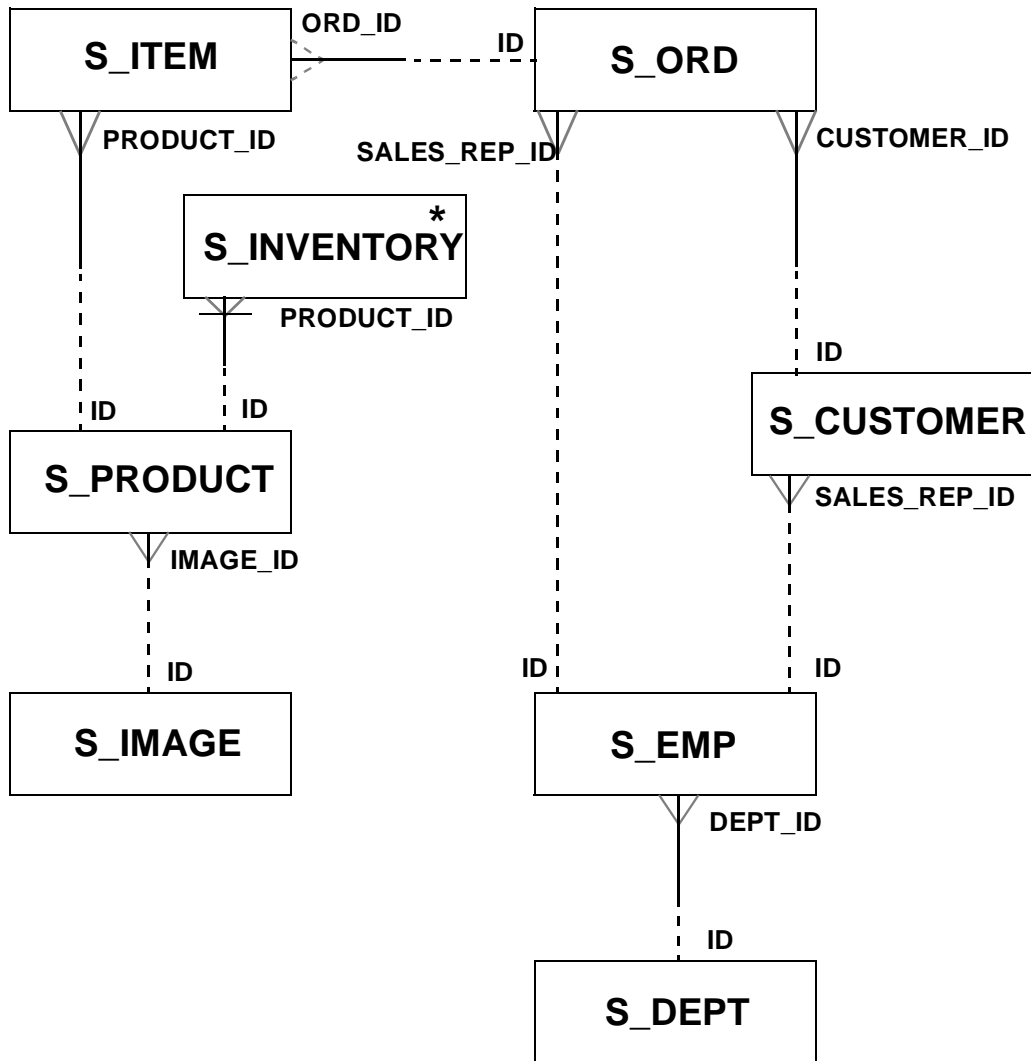 ORD_ID
S_ITEM
ID
S_ORD
PRODUCT_ID
SALES_REP_ID
CUSTOMER_ID
*
S_INVENTORY
PRODUCT_ID
ID
ID
ID
S_CUSTOMER
S_PRODUCT
SALES_REP_ID
IMAGE_ID
ID
ID
ID
S_IMAGE
S_EMP
DEPT_ID
ID
S_DEPT